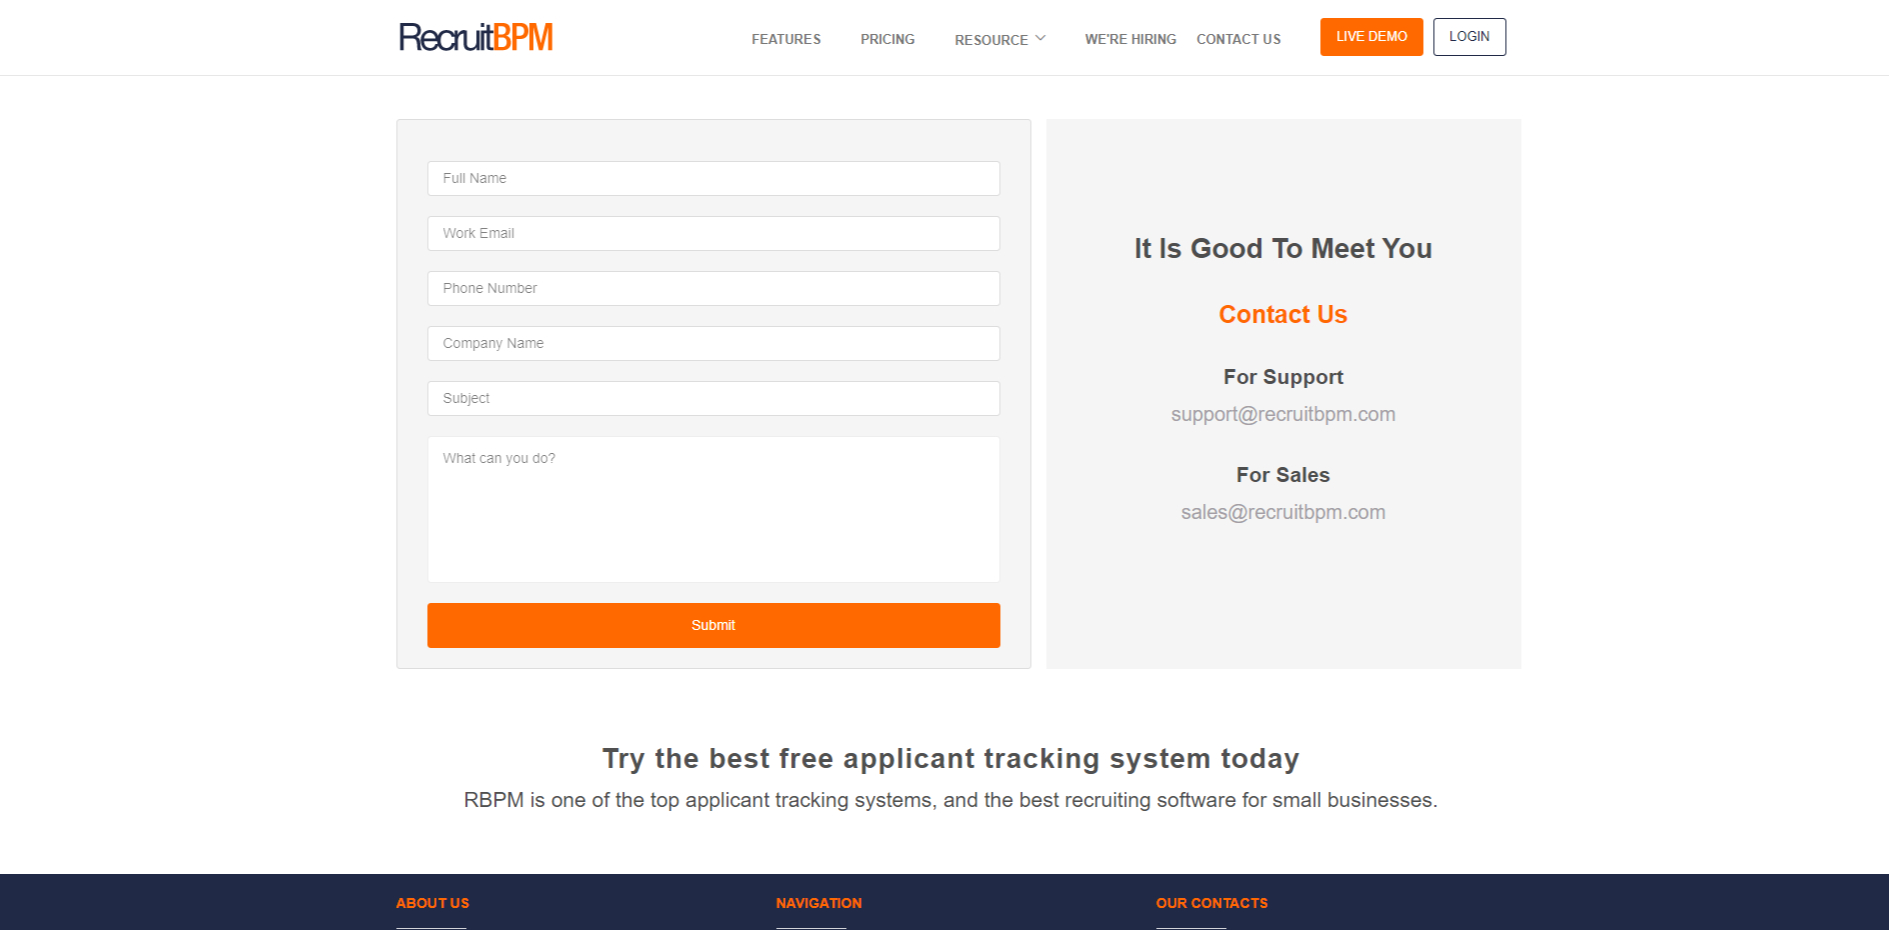 RecruitBPM
FEATURES
PRICING
RESOURCE
WE'RE HIRING
CONTACT US
LIVE DEMO
LOGIN
Full Name
Work Email
Phone Number
Company Name
Subject
What can you do?
Submit
It Is Good To Meet You
Contact Us
For Support
support@recruitbpm.com
For Sales
sales@recruitbpm.com
Try the best free applicant tracking system today
RBPM is one of the top applicant tracking systems, and the best recruiting software for small businesses.
ABOUT US
NAVIGATION
OUR CONTACTS